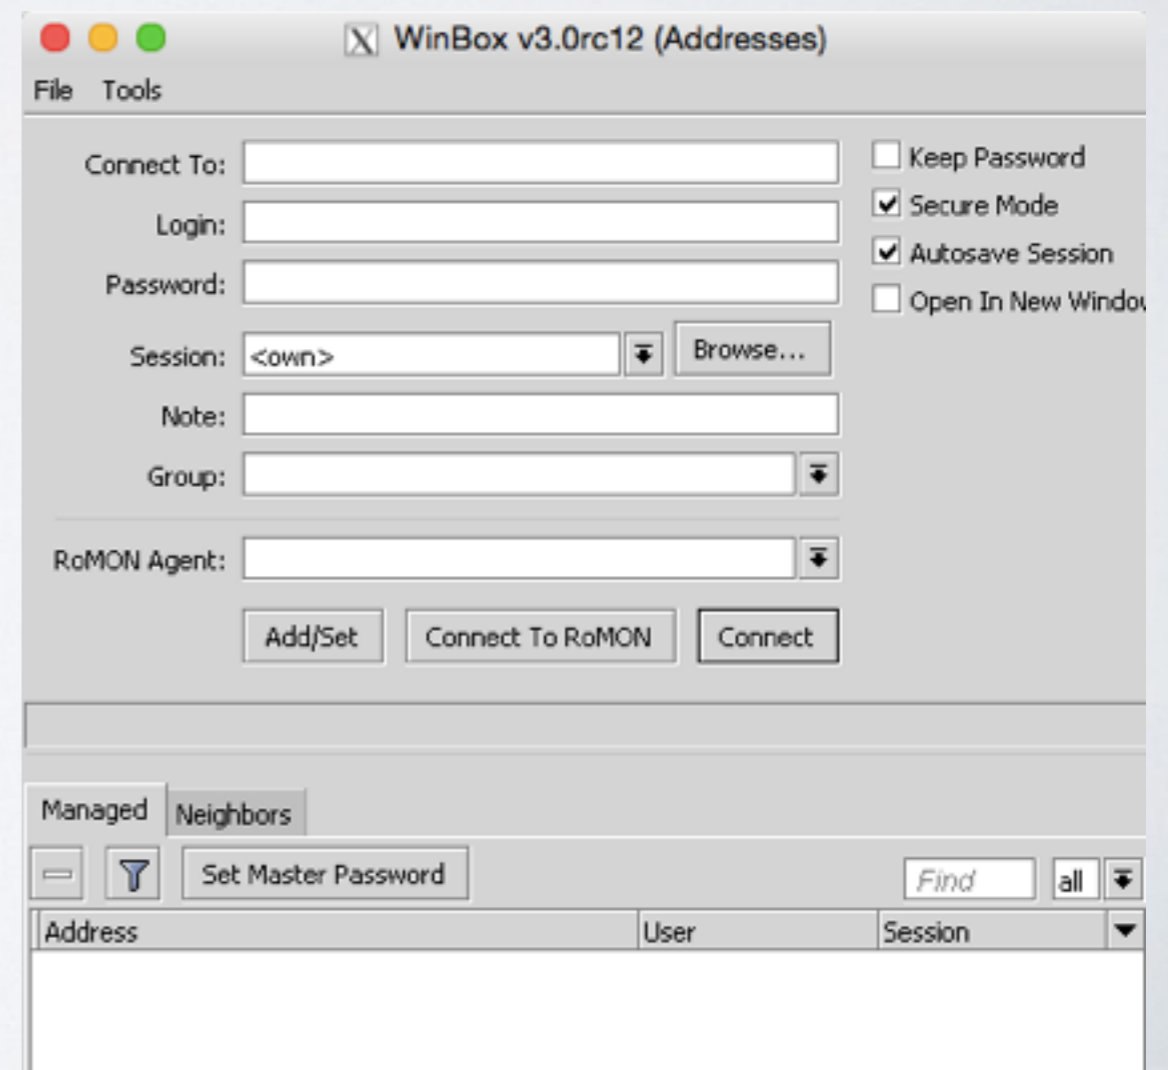 WinBox v3.0rc12 (Addresses)
File Tools
Connect To:
Keep Password
Login:
Secure Mode
Password:
Autosave Session
Open In New Windo
Session: <own> Browse...
Note:
Group:
RoMON Agent:
Add/Set Connect To RoMON Connect
Managed Neighbors
Set Master Password Find all
Address User Session